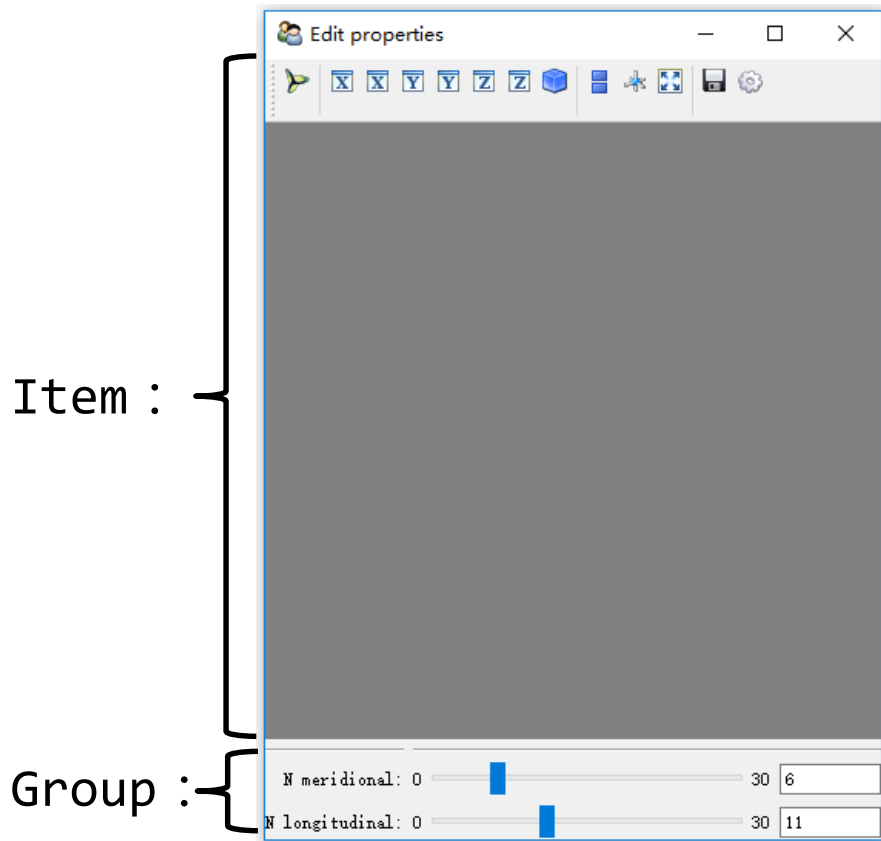 Edit properties
X X Y Y Z Z
Item：
Group：
N meridional: 0 30 6
N longitudinal: 0 30 11